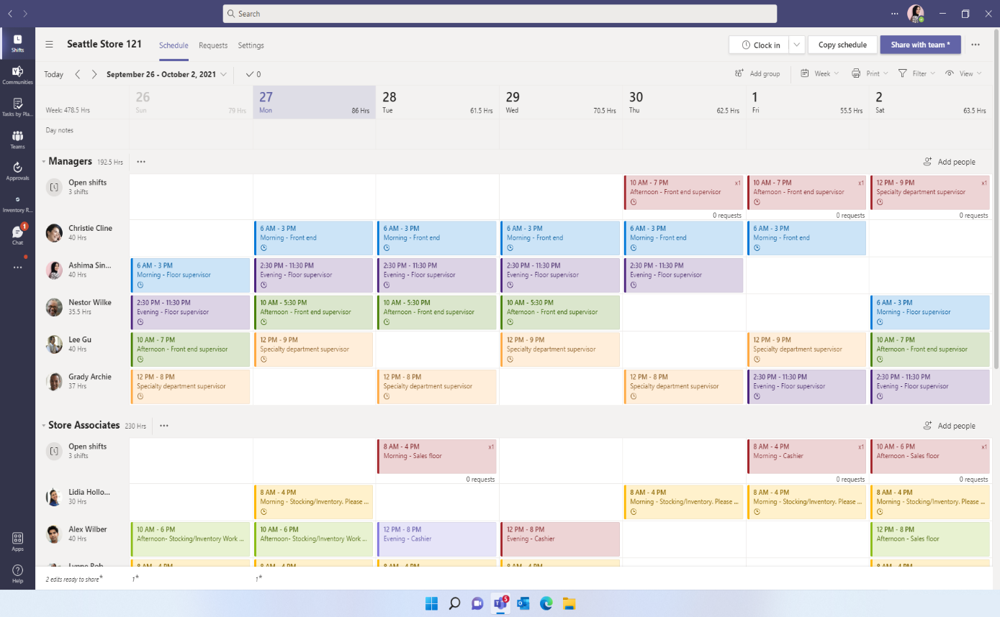 Search
Shifts
Communities
Tasks by Pla...
Teams
Approvals
Inventory R...
Chat
1
Apps
Help
Seattle Store 121
Schedule
Requests
Settings
Clock in
Copy schedule
Share with team *
Today
September 26 - October 2, 2021
0
Add group
Week
Print
Filter
View
Week: 478.5 Hrs
26
Sun
79 Hrs
27
Mon
86 Hrs
28
Tue
61.5 Hrs
29
Wed
70.5 Hrs
30
Thu
62.5 Hrs
1
Fri
55.5 Hrs
2
Sat
63.5 Hrs
Day notes
Managers 192.5 Hrs
Add people
Open shifts
3 shifts
10 AM - 7 PM x1
Afternoon - Front end supervisor
0 requests
10 AM - 7 PM x1
Afternoon - Front end supervisor
0 requests
12 PM - 9 PM x1
Specialty department supervisor
0 requests
Christie Cline
40 Hrs
6 AM - 3 PM
Morning - Front end
6 AM - 3 PM
Morning - Front end
6 AM - 3 PM
Morning - Front end
6 AM - 3 PM
Morning - Front end
6 AM - 3 PM
Morning - Front end
Ashima Sin...
40 Hrs
6 AM - 3 PM
Morning - Floor supervisor
2:30 PM - 11:30 PM
Evening - Floor supervisor
2:30 PM - 11:30 PM
Evening - Floor supervisor
2:30 PM - 11:30 PM
Evening - Floor supervisor
2:30 PM - 11:30 PM
Evening - Floor supervisor
Nestor Wilke
35.5 Hrs
2:30 PM - 11:30 PM
Evening - Floor supervisor
10 AM - 5:30 PM
Afternoon - Front end supervisor
10 AM - 5:30 PM
Afternoon - Front end supervisor
10 AM - 5:30 PM
Afternoon - Front end supervisor
6 AM - 3 PM
Morning - Floor supervisor
Lee Gu
40 Hrs
10 AM - 7 PM
Afternoon - Front end supervisor
12 PM - 9 PM
Specialty department supervisor
12 PM - 9 PM
Specialty department supervisor
12 PM - 9 PM
Specialty department supervisor
10 AM - 7 PM
Afternoon - Front end supervisor
Grady Archie
37 Hrs
12 PM - 8 PM
Specialty department supervisor
12 PM - 8 PM
Specialty department supervisor
12 PM - 8 PM
Specialty department supervisor
2:30 PM - 11:30 PM
Evening - Floor supervisor
2:30 PM - 11:30 PM
Evening - Floor supervisor
Store Associates 230 Hrs
Add people
Open shifts
3 shifts
8 AM - 4 PM x1
Morning - Sales floor
0 requests
8 AM - 4 PM x1
Morning - Cashier
0 requests
10 AM - 6 PM x1
Afternoon - Sales floor
0 requests
Lidia Hollo...
30 Hrs
8 AM - 4 PM
Morning - Stocking/Inventory. Please ...
8 AM - 4 PM
Morning - Stocking/Inventory. Please ...
8 AM - 4 PM
Morning - Stocking/Inventory. Please ...
8 AM - 4 PM
Morning - Stocking/Inventory. Please ...
Alex Wilber
40 Hrs
10 AM - 6 PM
Afternoon- Stocking/Inventory Work ...
10 AM - 6 PM
Afternoon- Stocking/Inventory Work ...
12 PM - 8 PM
Evening - Cashier
12 PM - 8 PM
Evening - Cashier
12 PM - 8 PM
Afternoon - Sales floor
8 AM - 4 PM
8 AM - 4 PM
8 AM - 4 PM
8 AM - 4 PM
8 AM - 4 PM
2 edits ready to share*
1*
1*
5